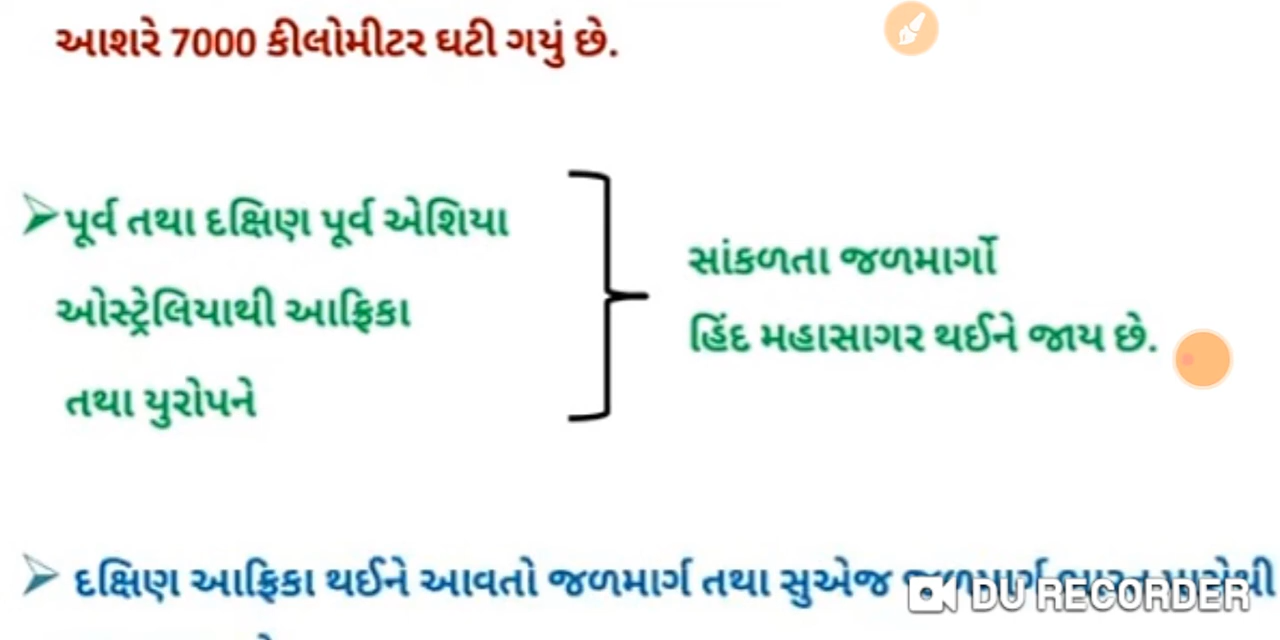 આશરે 7000 કીલોમીટર ઘટી ગયું છે.
પૂર્વ તથા દક્ષિણ પૂર્વ એશિયા
ઓસ્ટ્રેલિયાથી આફ્રિકા
તથા યુરોપને
સાંકળતા જળમાર્ગો
હિંદ મહાસાગર થઈને જાય છે.
દક્ષિણ આફ્રિકા થઈને આવતો જળમાર્ગ તથા સુએજ જળમાર્ગ
DU RECORDER